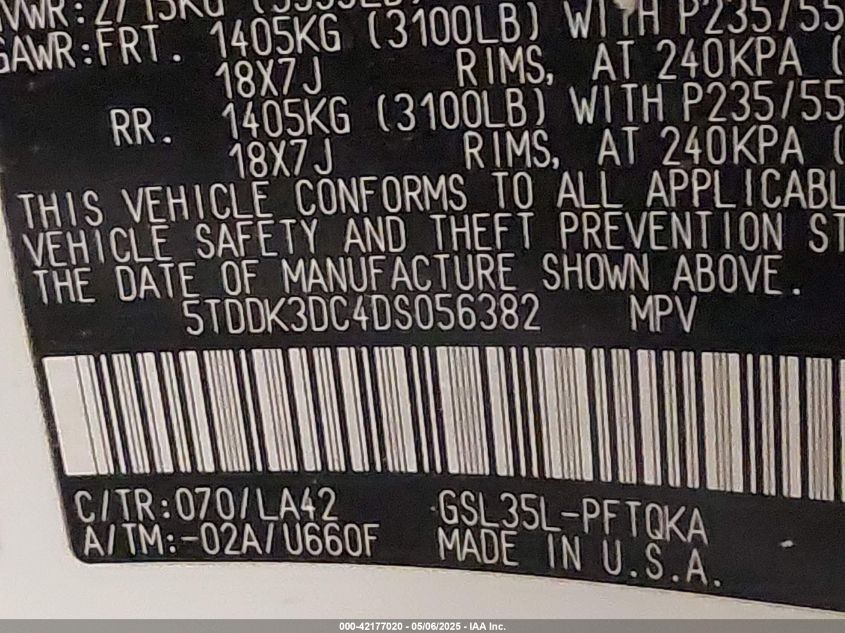 GAWR:FRT. 1405KG (3100LB) WITH P235/55
18X7J RIMS, AT 240KPA (
RR. 1405KG (3100LB) WITH P235/55
18X7J RIMS, AT 240KPA (
THIS VEHICLE CONFORMS TO ALL APPLICABL
VEHICLE SAFETY AND THEFT PREVENTION ST
THE DATE OF MANUFACTURE SHOWN ABOVE.
5TDDK3DC4DS056382 MPV
C/TR:070/LA42 GSL35L-PFTQKA
A/TM:-02A/U660F MADE IN U.S.A.
000-42177020 - 05/06/2025 - IAA Inc.